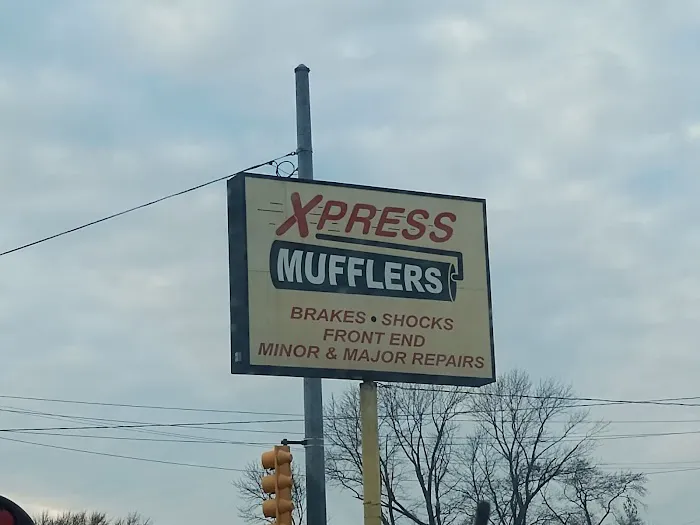 XPRESS
MUFFLERS
BRAKES • SHOCKS
FRONT END
MINOR & MAJOR REPAIRS